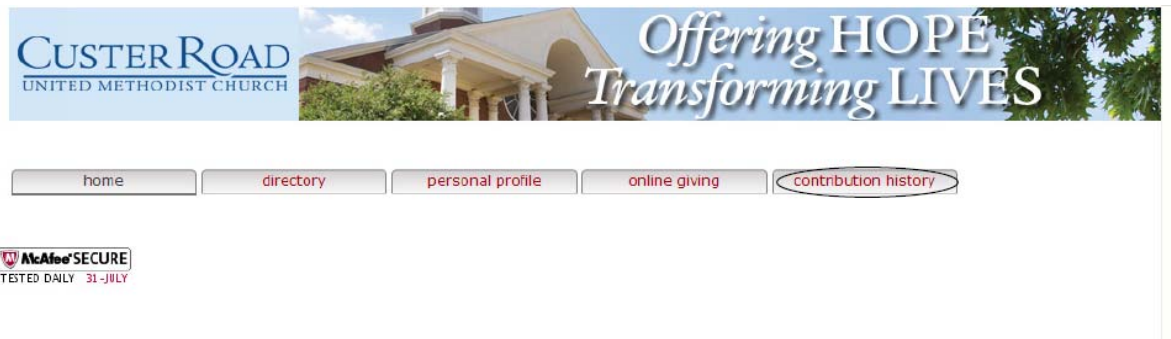 CUSTER ROAD
UNITED METHODIST CHURCH
Offering HOPE
Transforming LIVES
home
directory
personal profile
online giving
contribution history
McAfee SECURE
TESTED DAILY 31-JULY